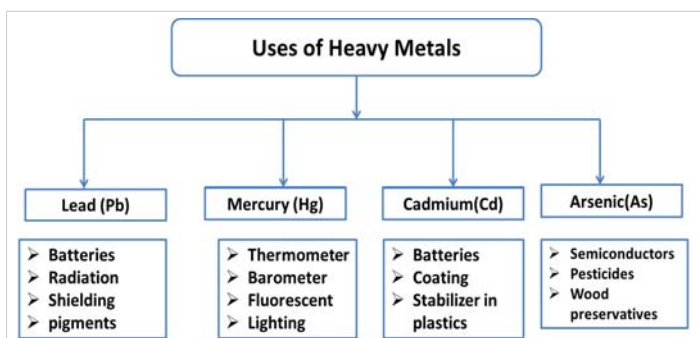 Uses of Heavy Metals
Lead (Pb)
➢ Batteries
➢ Radiation
➢ Shielding
➢ pigments
Mercury (Hg)
➢ Thermometer
➢ Barometer
➢ Fluorescent
➢ Lighting
Cadmium(Cd)
➢ Batteries
➢ Coating
➢ Stabilizer in
plastics
Arsenic(As)
➢ Semiconductors
➢ Pesticides
➢ Wood
preservatives